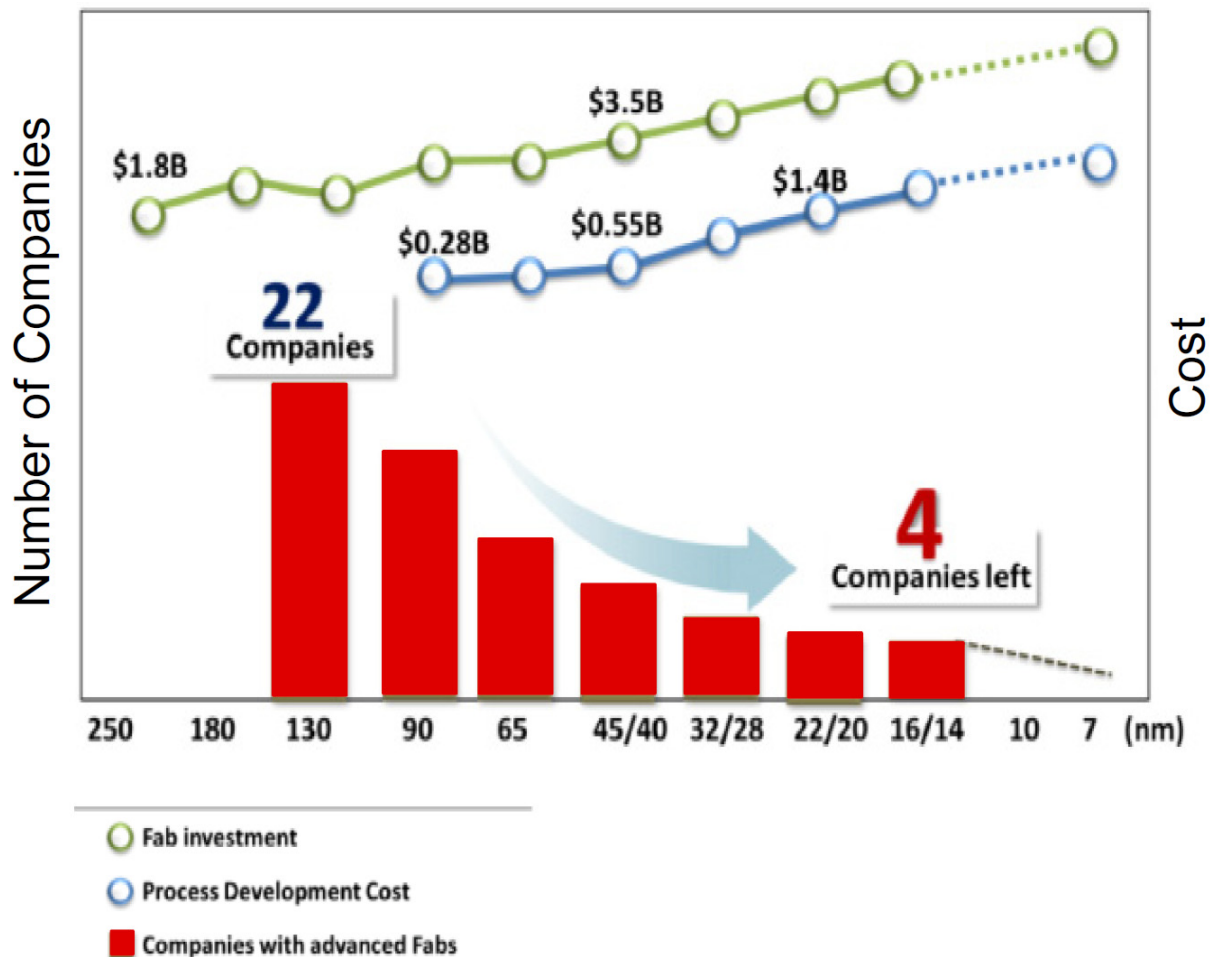 Number of Companies
Cost
$1.8B
$3.5B
$0.28B
$0.55B
$1.4B
22
Companies
4
Companies left
250 180 130 90 65 45/40 32/28 22/20 16/14 10 7 (nm)
Fab investment
Process Development Cost
Companies with advanced Fabs